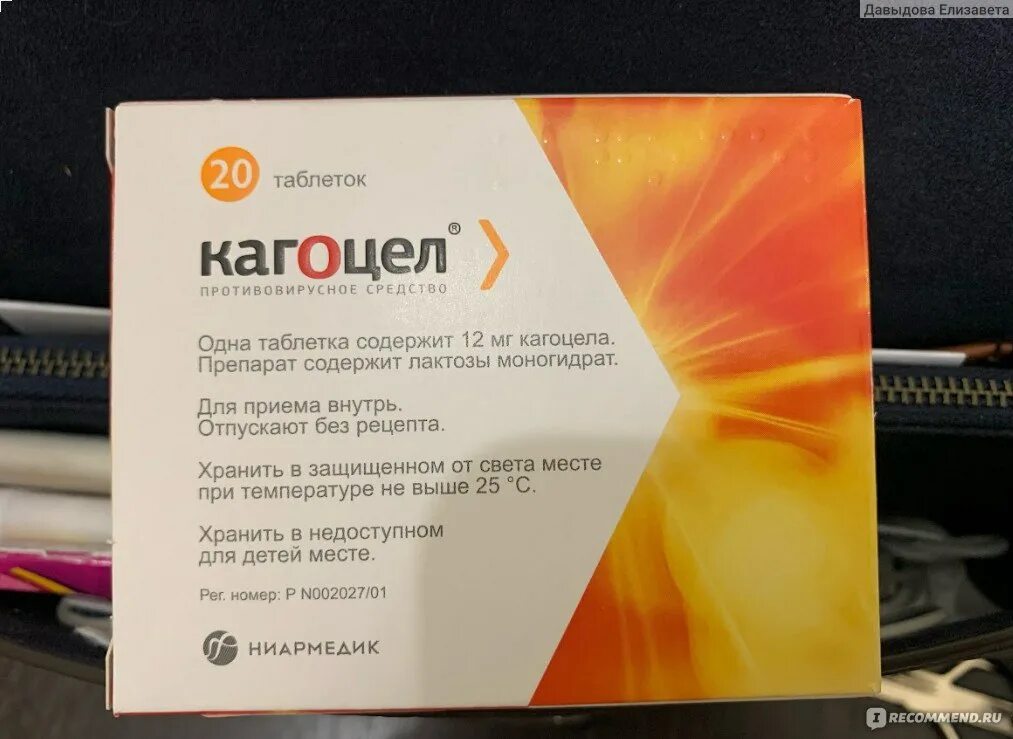 Давыдова Елизавета
20 таблеток
кагоцел®
ПРОТИВОВИРУСНОЕ СРЕДСТВО
Одна таблетка содержит 12 мг кагоцела.
Препарат содержит лактозы моногидрат.
Для приема внутрь.
Отпускают без рецепта.
Хранить в защищенном от света месте
при температуре не выше 25 °С.
Хранить в недоступном
для детей месте.
Рег. номер: Р N002027/01
НИАРМЕДИК
IRECOMMEND.RU